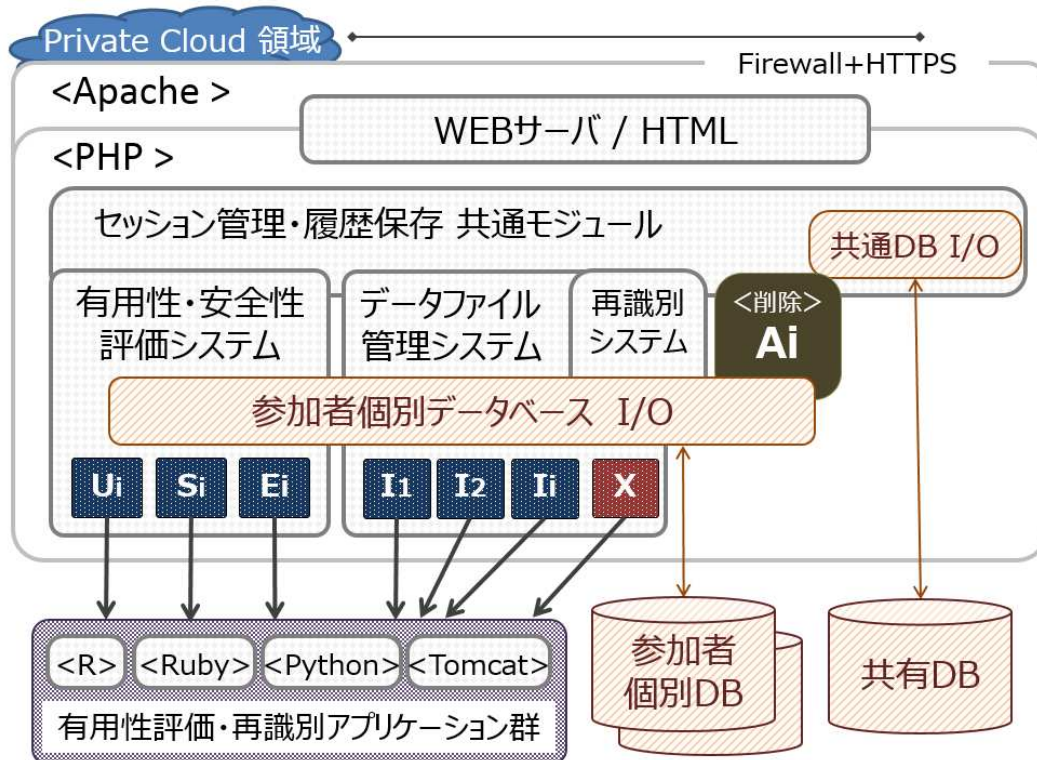 Private Cloud 領域
Firewall+HTTPS
<Apache >
WEBサーバ / HTML
<PHP >
セッション管理・履歴保存 共通モジュール
共通DB I/O
有用性・安全性
評価システム
データファイル
管理システム
再識別
システム
<削除>
Ai
参加者個別データベース I/O
Ui
Si
Ei
I1
I2
Ii
X
<R>
<Ruby>
<Python>
<Tomcat>
有用性評価・再識別アプリケーション群
参加者
個別DB
共有DB